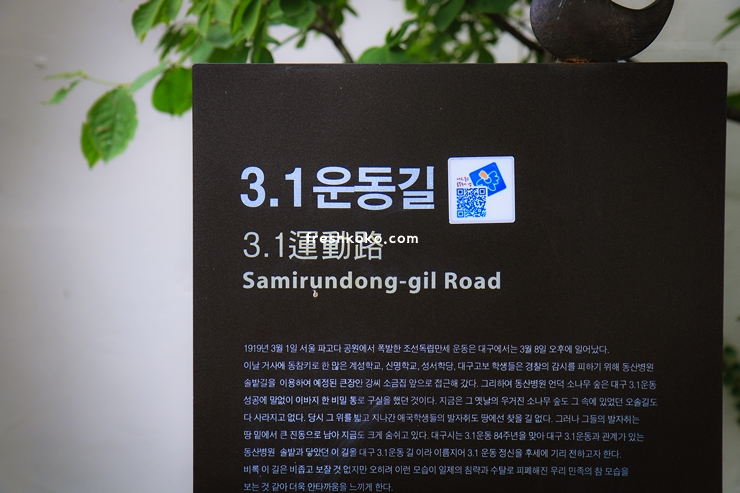 3.1운동길
3.1運動路
freshkoko.com
Samirundong-gil Road
1919년 3월 1일 서울 파고다 공원에서 폭발한 조선독립만세 운동은 대구에서는 3월 8일 오후에 일어났다.
이날 거사에 동참키로 한 많은 계성학교, 신명학교, 성서학당, 대구고보 학생들은 경찰의 감시를 피하기 위해 동산병원
솔밭길을 이용하여 예정된 큰장안 강씨 소금집 앞으로 접근해 갔다. 그리하여 동산병원 언덕 소나무 숲은 대구 3.1운동
성공에 말없이 이바지 한 비밀 통로 구실을 했던 것이다. 지금은 그 옛날의 우거진 소나무 숲도 그 속에 있었던 오솔길도
다 사라지고 없다. 당시 그 위를 밟고 지나간 애국학생들의 발자취도 땅에선 찾을 길 없다. 그러나 그들의 발자취는
땅 밑에서 큰 진동으로 남아 지금도 크게 숨쉬고 있다. 대구시는 3.1운동 84주년을 맞아 대구 3.1운동과 관계가 있는
동산병원 솔밭과 닿았던 이 길을 대구 3.1운동 길 이라 이름지어 3.1 운동 정신을 후세에 기리 전하고자 한다.
비록 이 길은 비좁고 보잘 것 없지만 오히려 이런 모습이 일제의 침략과 수탈로 피폐해진 우리 민족의 참 모습을
보는 것 같아 더욱 안타까움을 느끼게 한다.